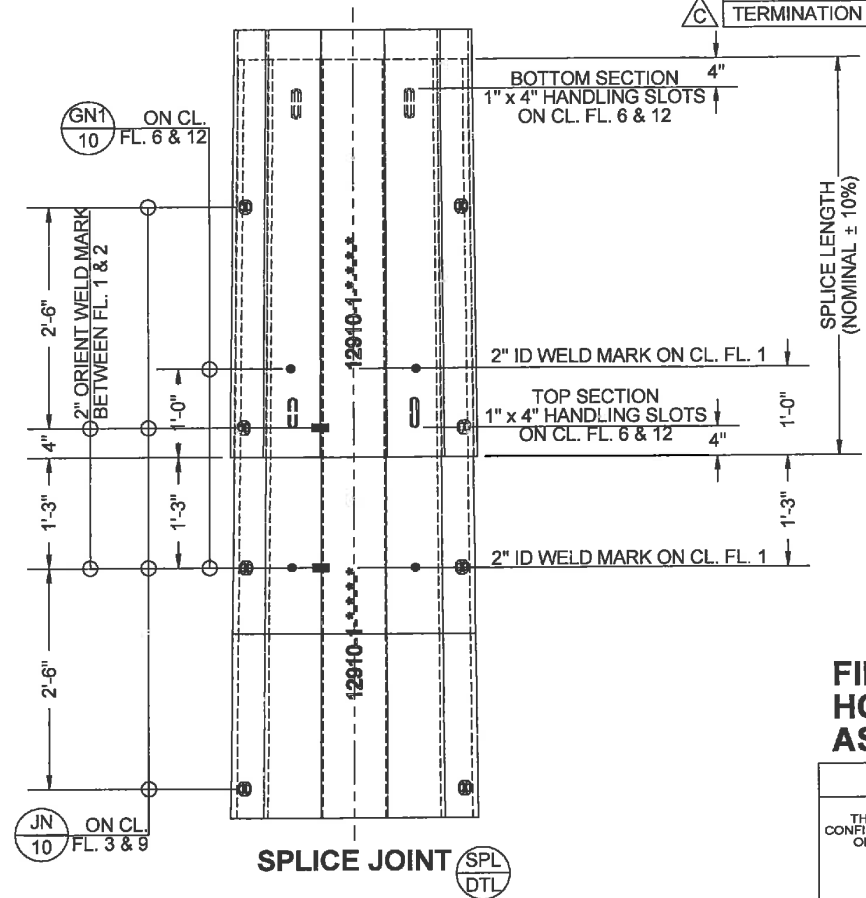 C TERMINATION
4"
BOTTOM SECTION
1" x 4" HANDLING SLOTS
ON CL. FL. 6 & 12
GN1
10
ON CL.
FL. 6 & 12
2" ORIENT WELD MARK
BETWEEN FL. 1 & 2
2'-6"
SPLICE LENGTH
(NOMINAL ± 10%)
12910-1-*-*-*-*
2" ID WELD MARK ON CL. FL. 1
TOP SECTION
1" x 4" HANDLING SLOTS
ON CL. FL. 6 & 12
1'-0"
1'-0"
4"
4"
1'-3"
1'-3"
1'-3"
2" ID WELD MARK ON CL. FL. 1
12910-1-*-*-*-*
2'-6"
JN
10
ON CL.
FL. 3 & 9
SPLICE JOINT
SPL
DTL